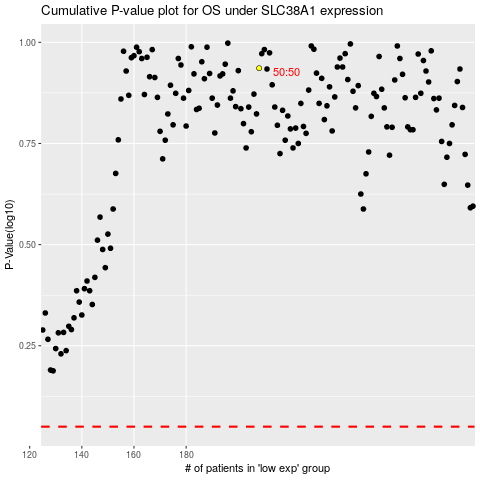 Cumulative P-value plot for OS under SLC38A1 expression
P-Value(log10)
1.00
0.75
0.50
0.25
50:50
120 140 160 180
# of patients in 'low exp' group